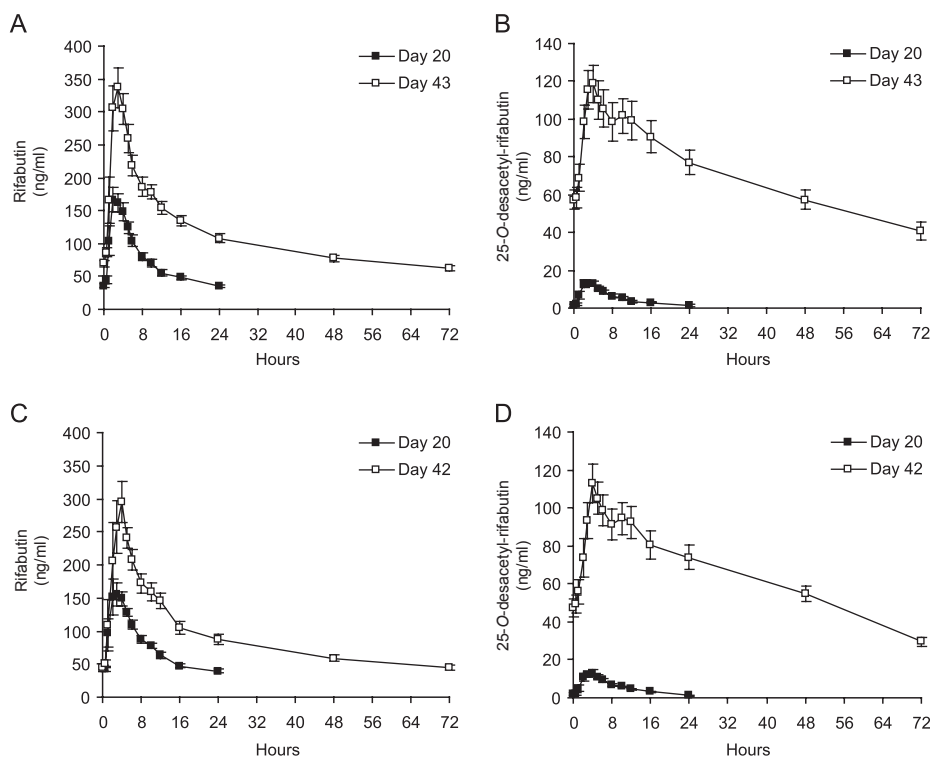 A
400
350
300
250
200
150
100
50
0
Rifabutin
(ng/ml)
Day 20
Day 43
0 8 16 24 32 40 48 56 64 72
Hours
B
140
120
100
80
60
40
20
0
25-O-desacetyl-rifabutin
(ng/ml)
Day 20
Day 43
0 8 16 24 32 40 48 56 64 72
Hours
C
400
350
300
250
200
150
100
50
0
Rifabutin
(ng/ml)
Day 20
Day 42
0 8 16 24 32 40 48 56 64 72
Hours
D
140
120
100
80
60
40
20
0
25-O-desacetyl-rifabutin
(ng/ml)
Day 20
Day 42
0 8 16 24 32 40 48 56 64 72
Hours